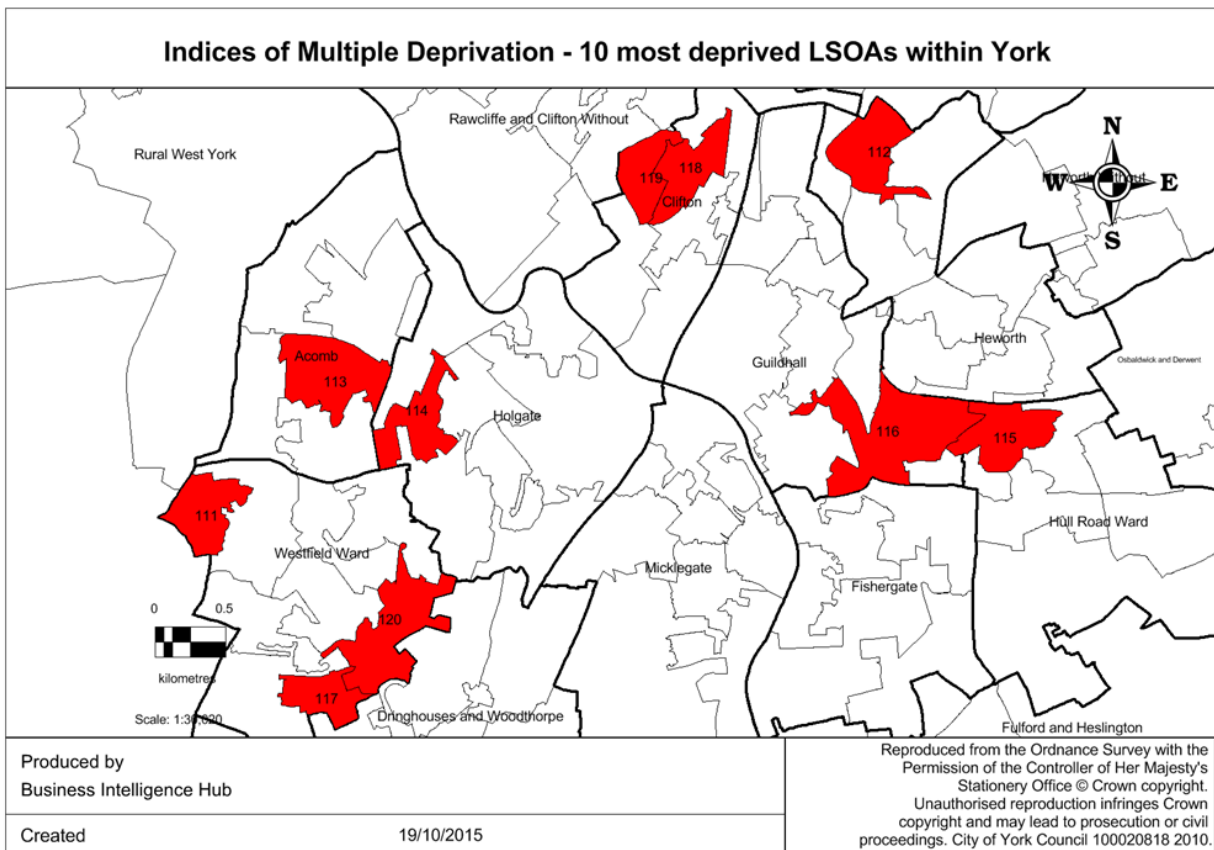 Indices of Multiple Deprivation - 10 most deprived LSOAs within York
Rawcliffe and Clifton Without
Rural West York
N
W
E
S
112
118
119
Clifton
Acomb
113
114
Holgate
Guildhall
Heworth
Osbaldwick and Derwent
116
115
111
Westfield Ward
Hull Road Ward
Micklegate
Fishergate
0 0.5
120
kilometres
117
Scale: 1:30,020
Dringhouses and Woodthorpe
Fulford and Heslington
Produced by
Business Intelligence Hub
Created 19/10/2015
Reproduced from the Ordnance Survey with the
Permission of the Controller of Her Majesty's
Stationery Office © Crown copyright.
Unauthorised reproduction infringes Crown
copyright and may lead to prosecution or civil
proceedings. City of York Council 100020818 2010.